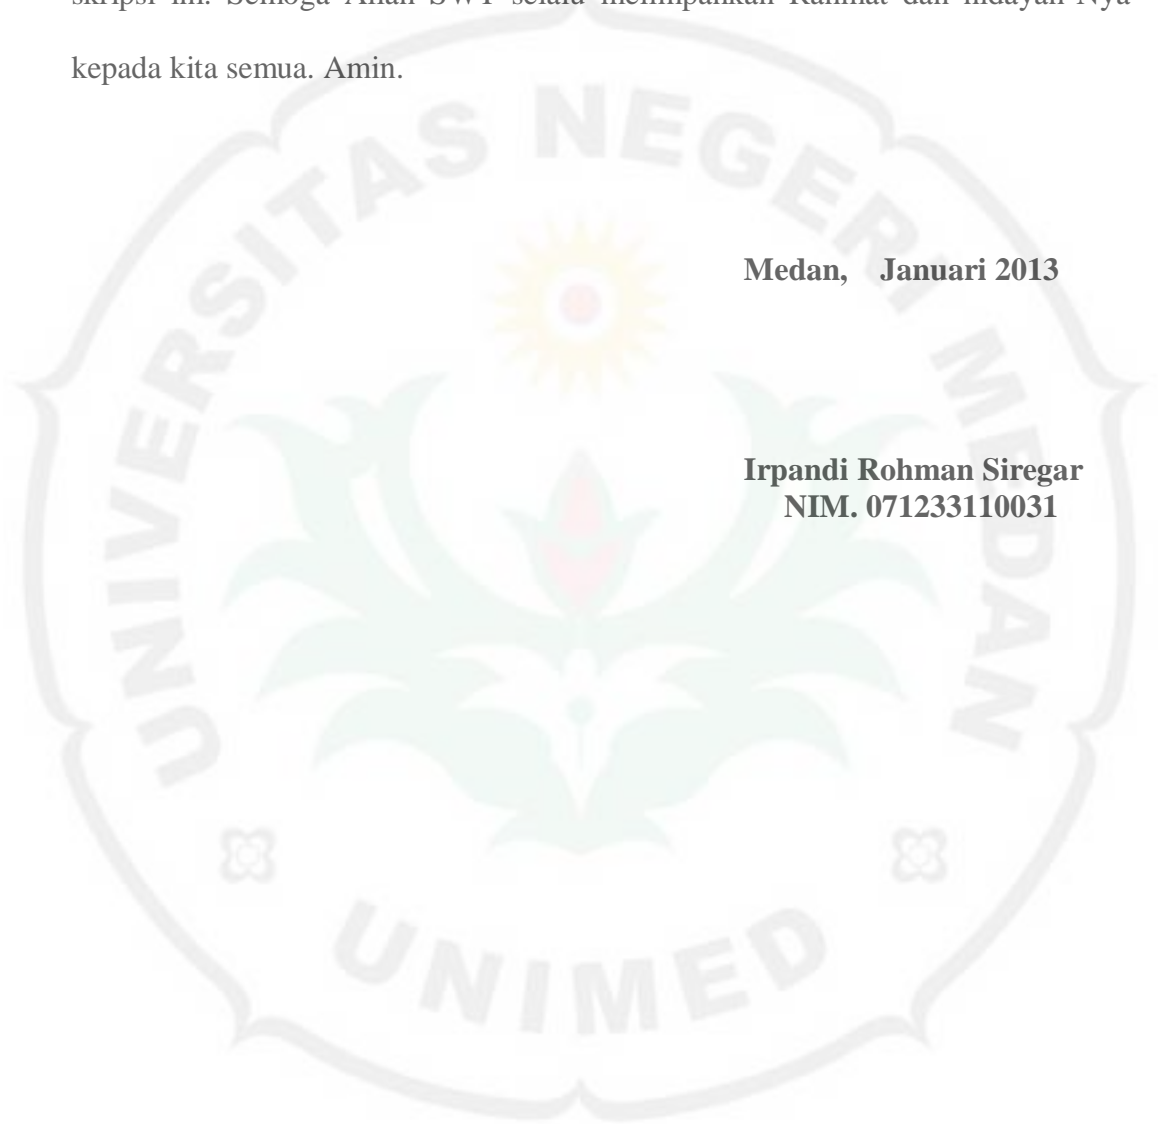 skripsi ini. Semoga Allah SWT selalu melimpahkan Rahmat dan hidayah-Nya
kepada kita semua. Amin.
UNIVERSITAS NEGERI MEDAN
Medan, Januari 2013
Irpandi Rohman Siregar
NIM. 071233110031
UNIMED